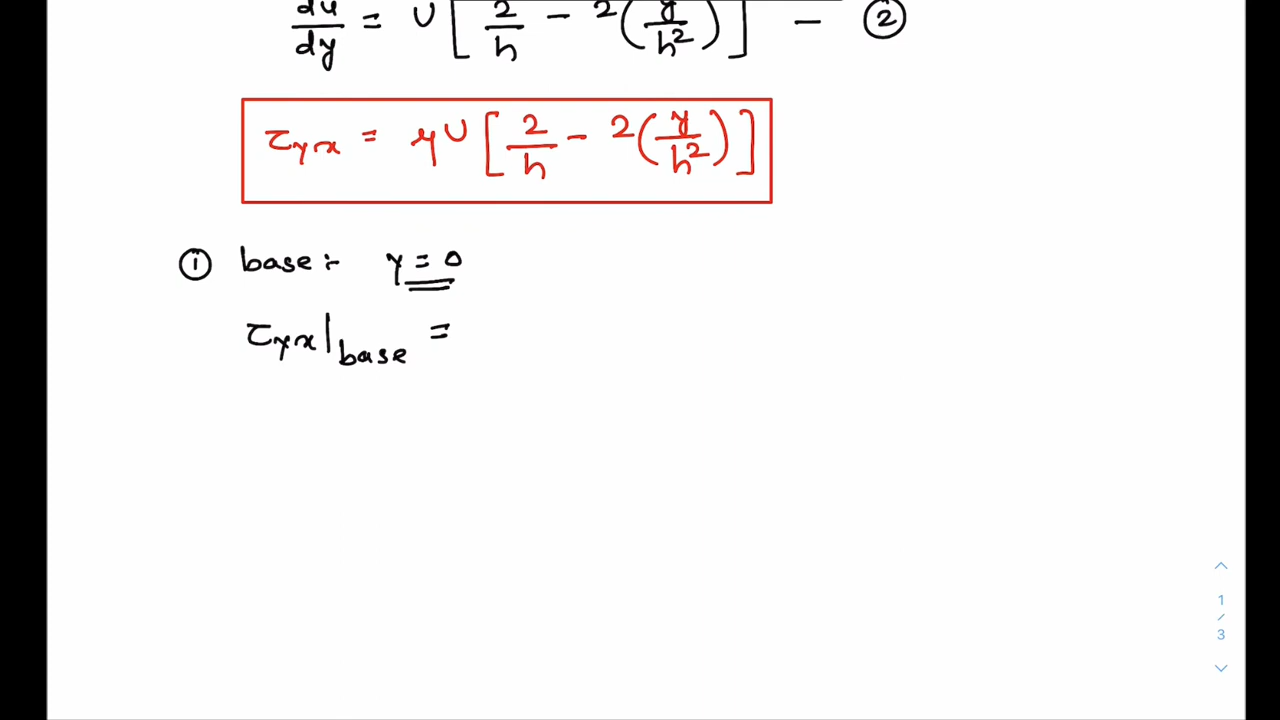 du/dy = U [ 2/h - 2(y/h²) ] - ②
τyx = μU [ 2/h - 2(y/h²) ]
① base :- y = 0
τyx|base =
1
/
3